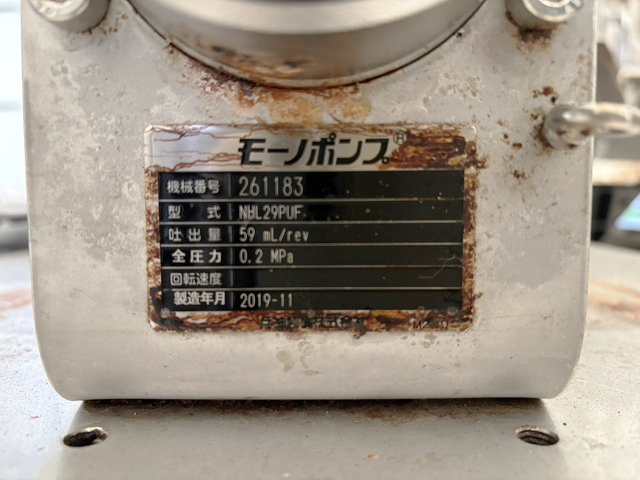 モーノポンプ®
機械番号 261183
型式 NWL29PUF
吐出量 59 mL/rev
全圧力 0.2 MPa
回転速度
製造年月 2019-11